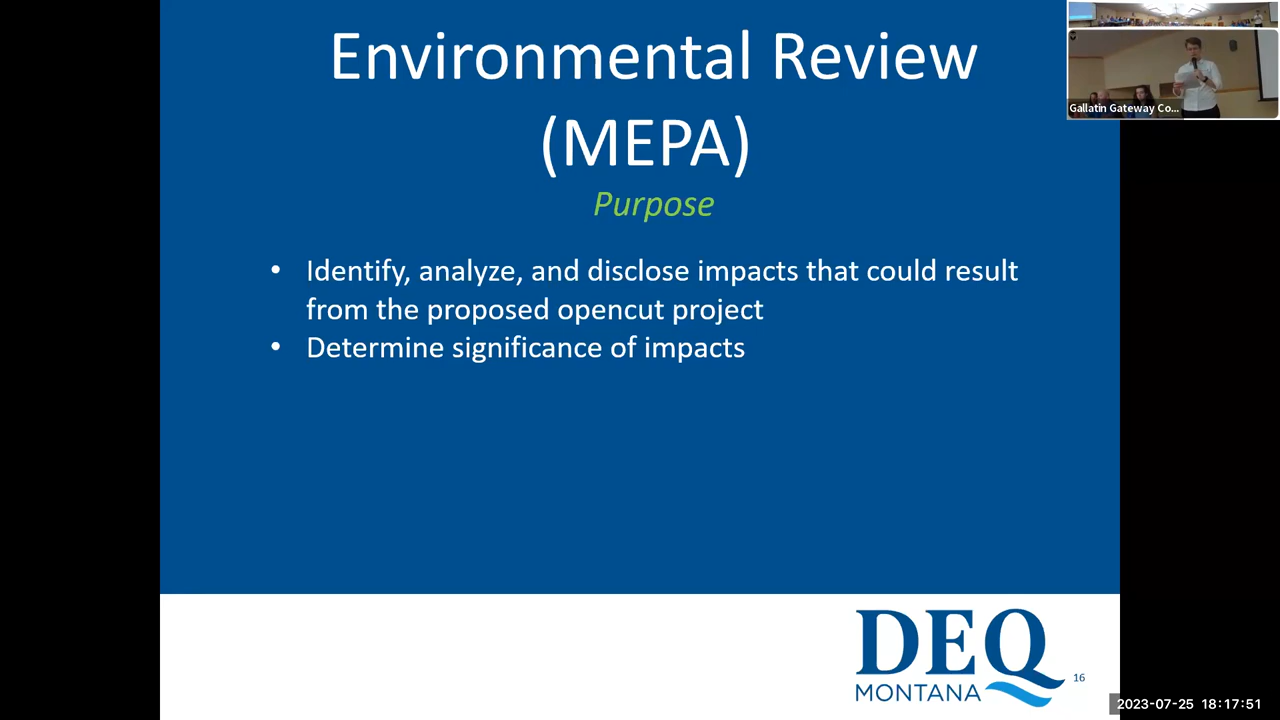 Environmental Review
(MEPA)
Purpose
• Identify, analyze, and disclose impacts that could result
from the proposed opencut project
• Determine significance of impacts
Gallatin Gateway Co...
DEQ
MONTANA
16
2023-07-25 18:17:51